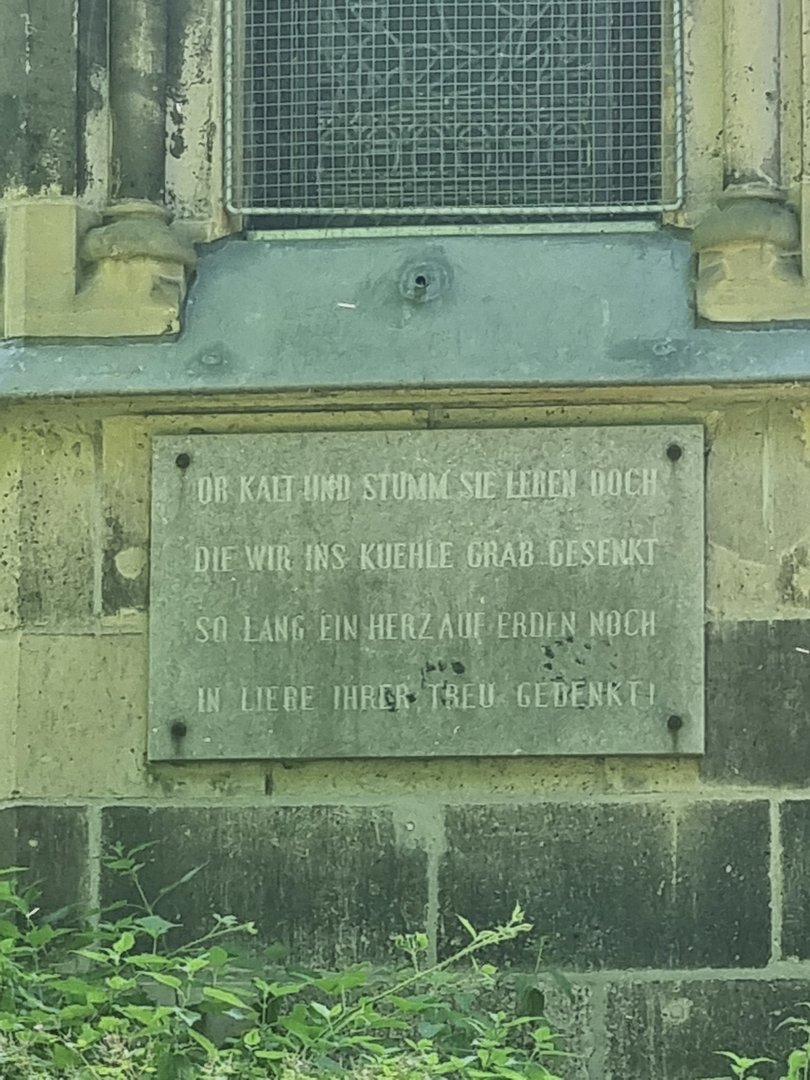 OB KALT UND STUMM SIE LEBEN DOCH
DIE WIR INS KUEHLE GRAB GESENKT
SO LANG EIN HERZ AUF ERDEN NOCH
IN LIEBE IHRER TREU GEDENKT!